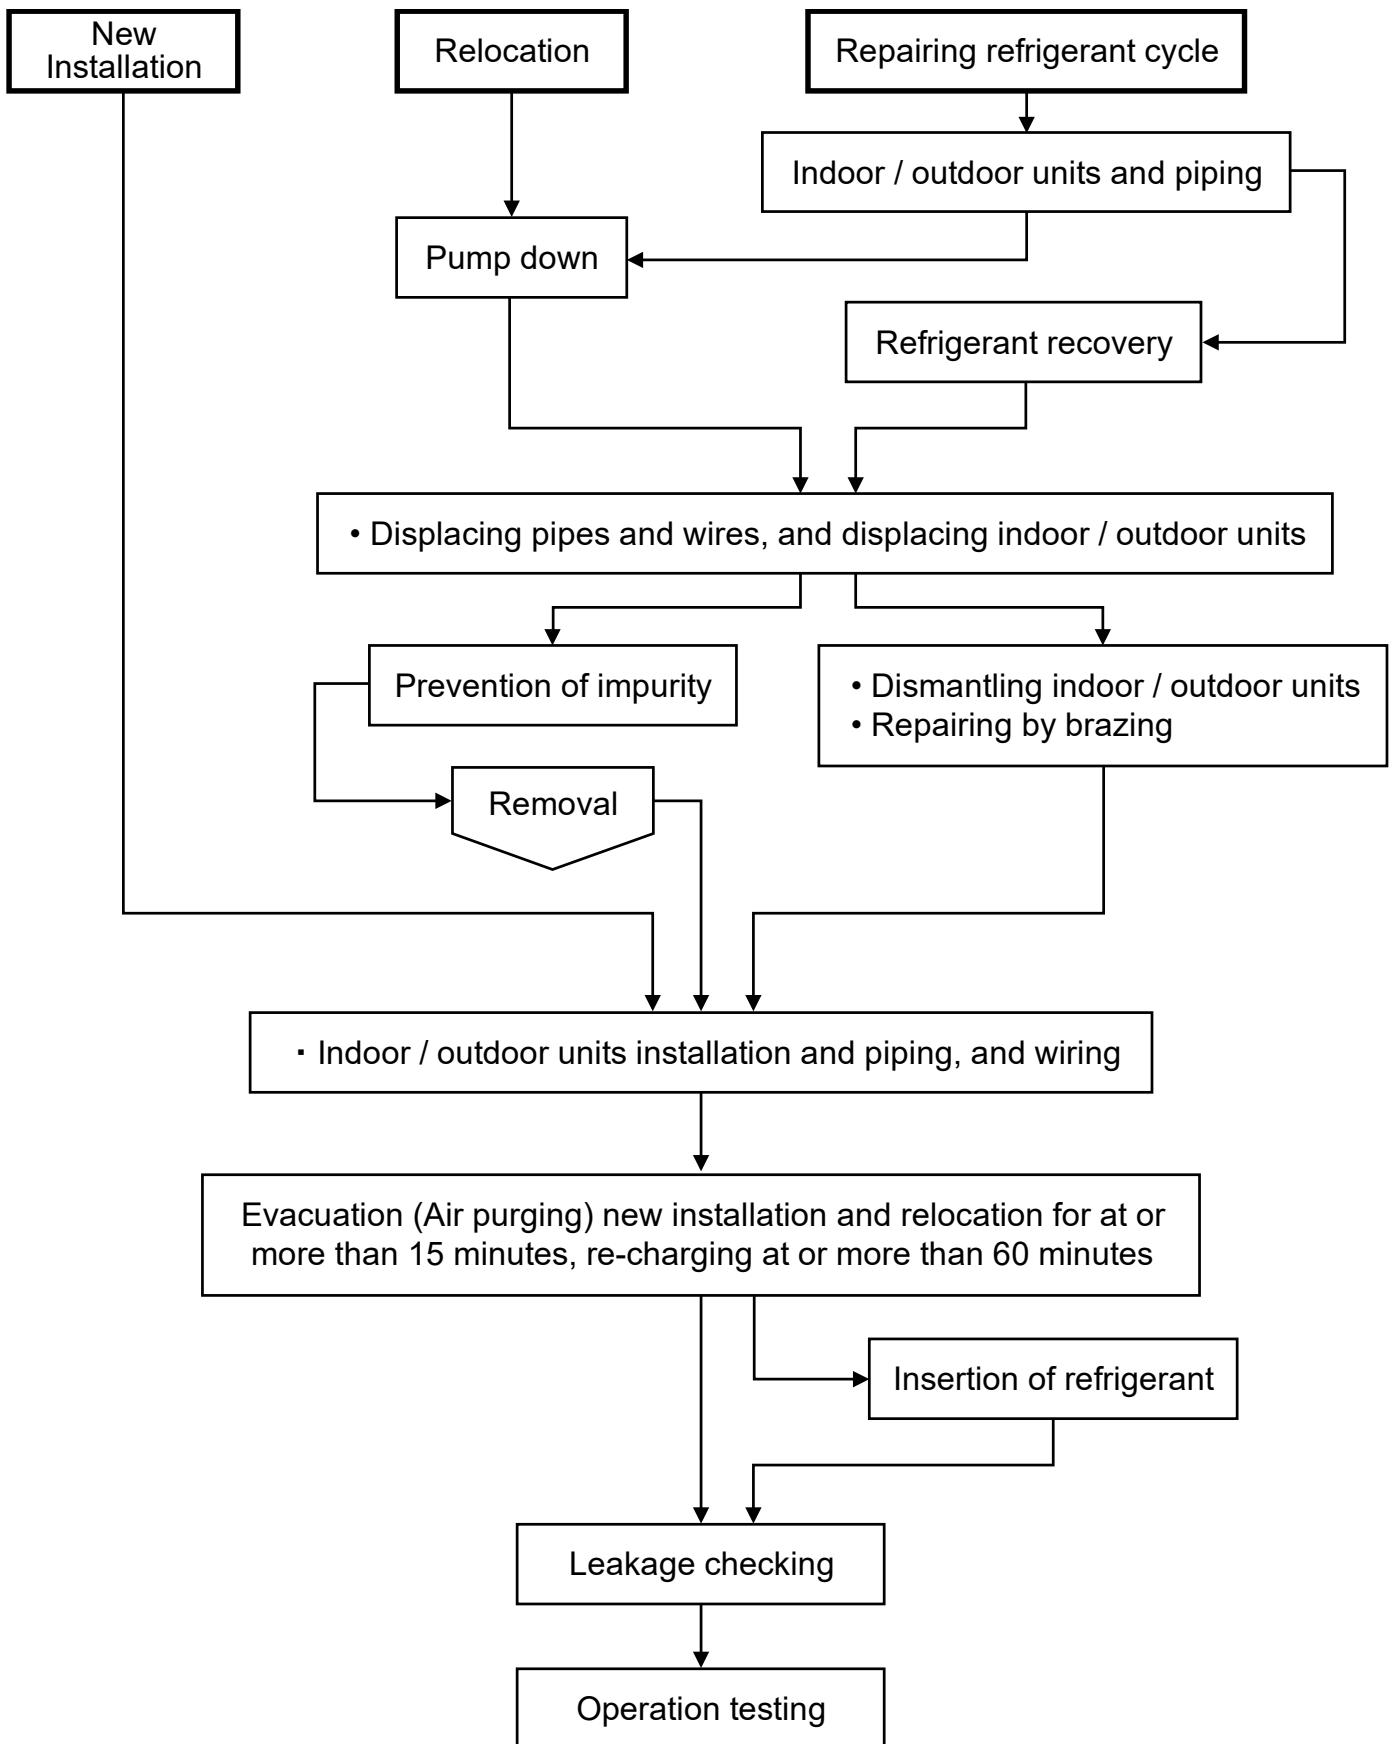 New
Installation
Relocation
Repairing refrigerant cycle
Indoor / outdoor units and piping
Pump down
Refrigerant recovery
• Displacing pipes and wires, and displacing indoor / outdoor units
Prevention of impurity
• Dismantling indoor / outdoor units
• Repairing by brazing
Removal
・Indoor / outdoor units installation and piping, and wiring
Evacuation (Air purging) new installation and relocation for at or
more than 15 minutes, re-charging at or more than 60 minutes
Insertion of refrigerant
Leakage checking
Operation testing